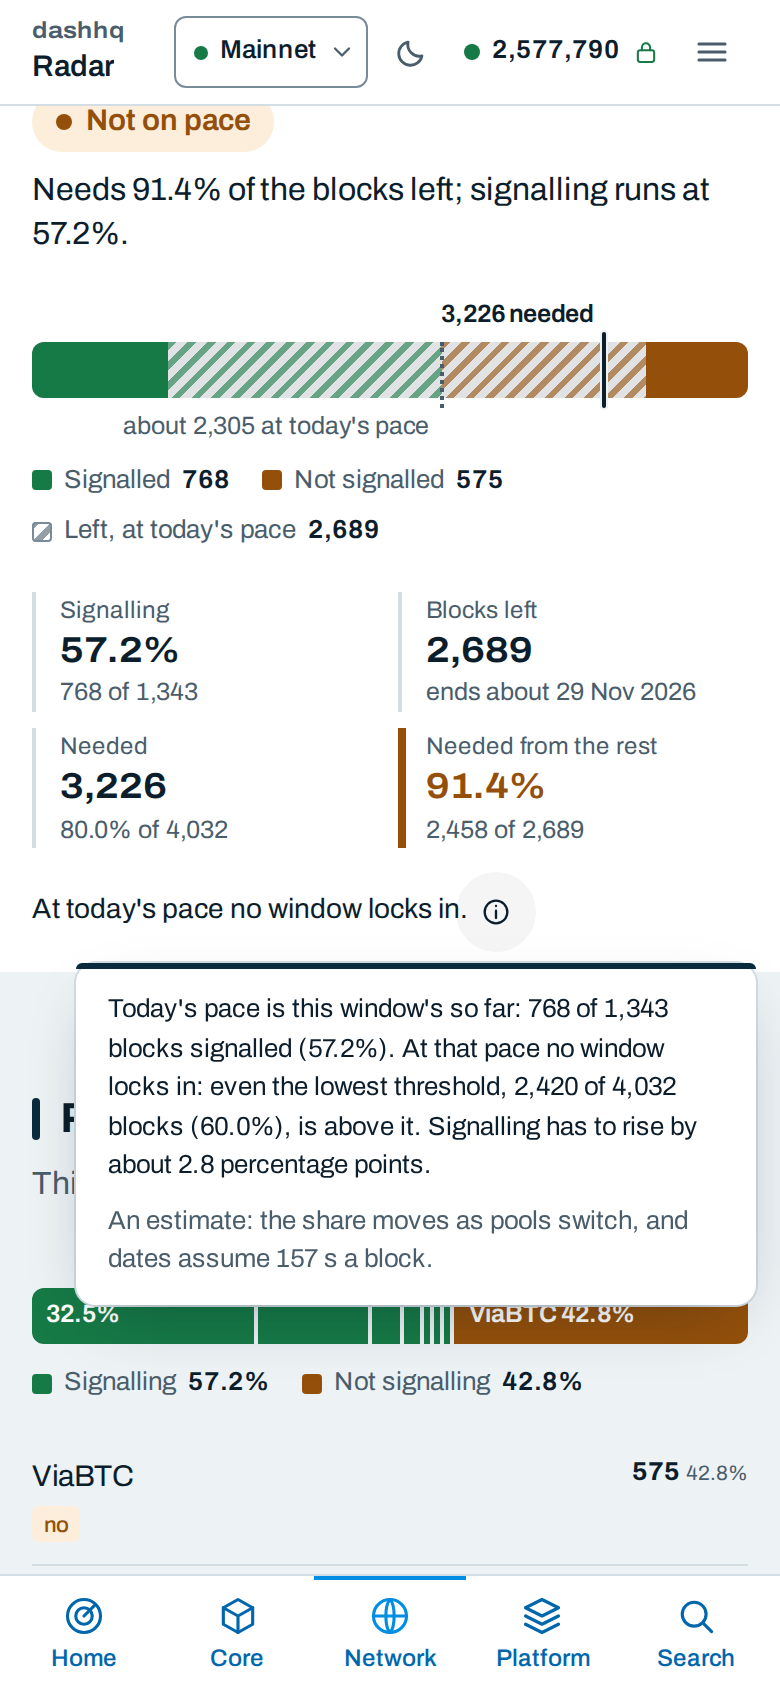 dashhq
Radar
Mainnet
2,577,790
Not on pace
Needs 91.4% of the blocks left; signalling runs at
57.2%.
3,226 needed
about 2,305 at today's pace
Signalled 768 Not signalled 575
Left, at today's pace 2,689
Signalling
57.2%
768 of 1,343
Blocks left
2,689
ends about 29 Nov 2026
Needed
3,226
80.0% of 4,032
Needed from the rest
91.4%
2,458 of 2,689
At today's pace no window locks in.
Today's pace is this window's so far: 768 of 1,343
blocks signalled (57.2%). At that pace no window
locks in: even the lowest threshold, 2,420 of 4,032
blocks (60.0%), is above it. Signalling has to rise by
about 2.8 percentage points.
An estimate: the share moves as pools switch, and
dates assume 157 s a block.
32.5% ViaBTC 42.8%
Signalling 57.2% Not signalling 42.8%
ViaBTC 575 42.8%
no
Home Core Network Platform Search